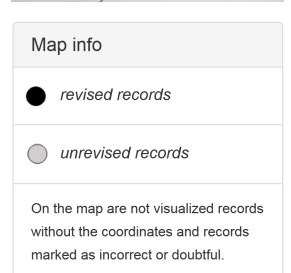 Map info
revised records
unrevised records
On the map are not visualized records
without the coordinates and records
marked as incorrect or doubtful.